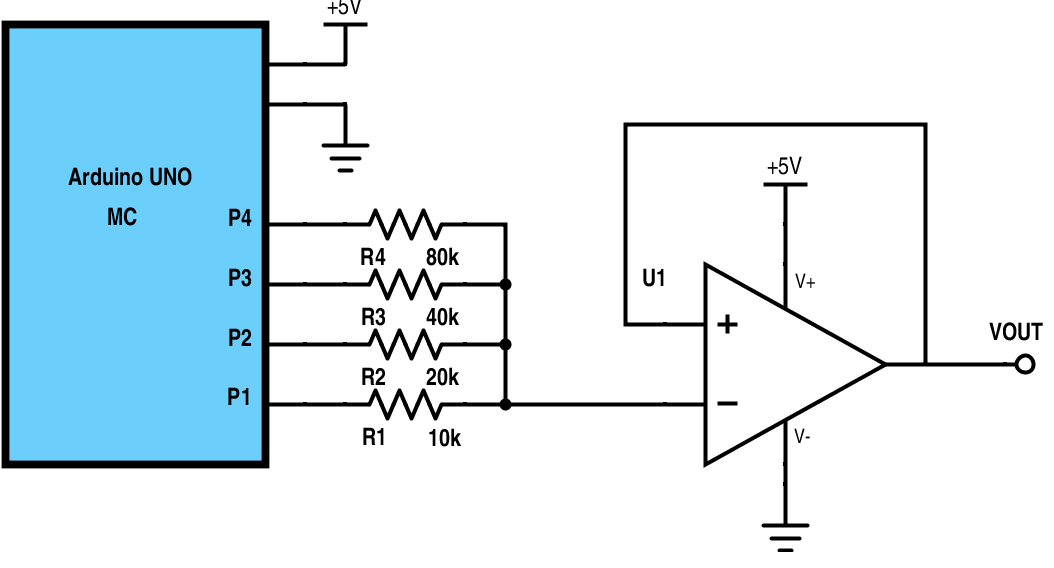 +5V
Arduino UNO
MC
P4
R4 80k
P3
R3 40k
P2
R2 20k
P1
R1 10k
+5V
V+
U1
+
−
V-
VOUT